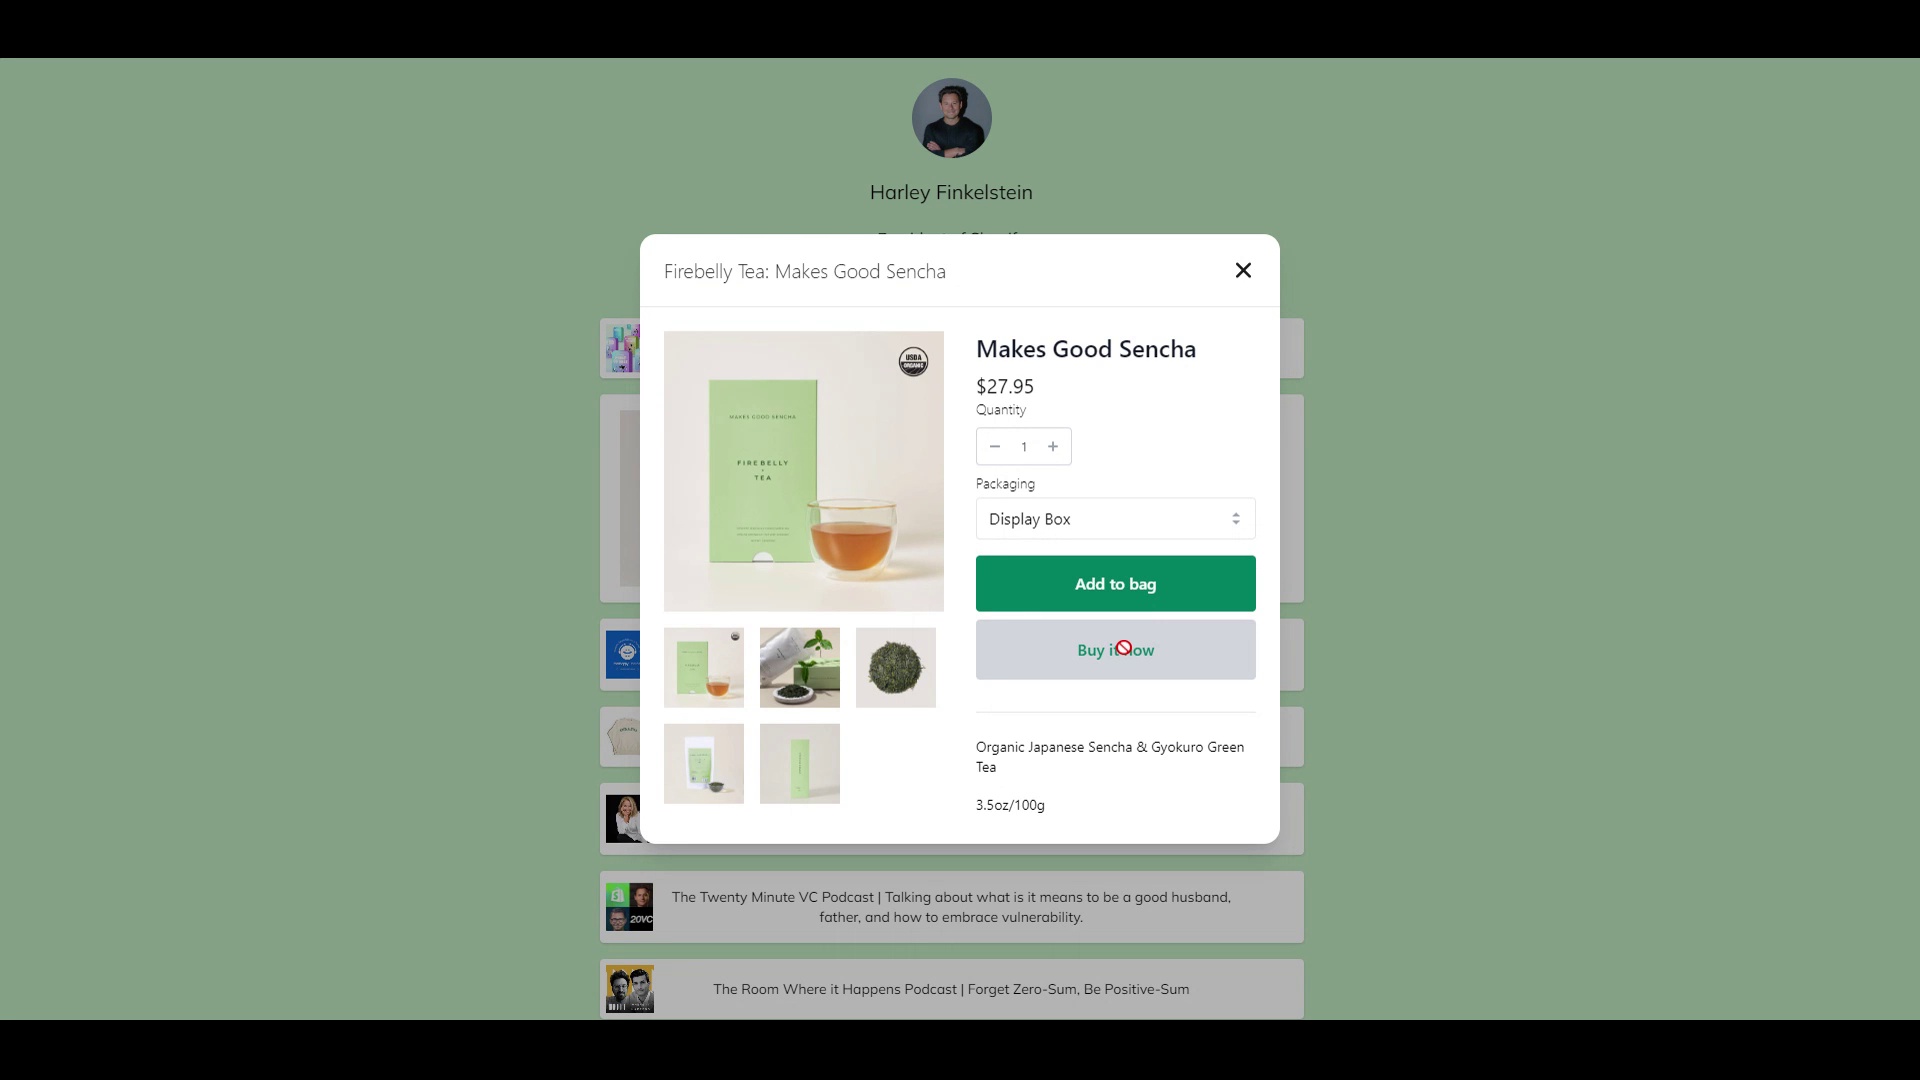 Harley Finkelstein
Firebelly Tea: Makes Good Sencha
USDA
ORGANIC
MAKES GOOD SENCHA
FIREBELLY
+
TEA
Makes Good Sencha
$27.95
Quantity
1
Packaging
Display Box
Add to bag
Buy it now
Organic Japanese Sencha & Gyokuro Green
Tea
3.5oz/100g
20VC
The Twenty Minute VC Podcast | Talking about what is it means to be a good husband,
father, and how to embrace vulnerability.
The Room Where it Happens Podcast | Forget Zero-Sum, Be Positive-Sum